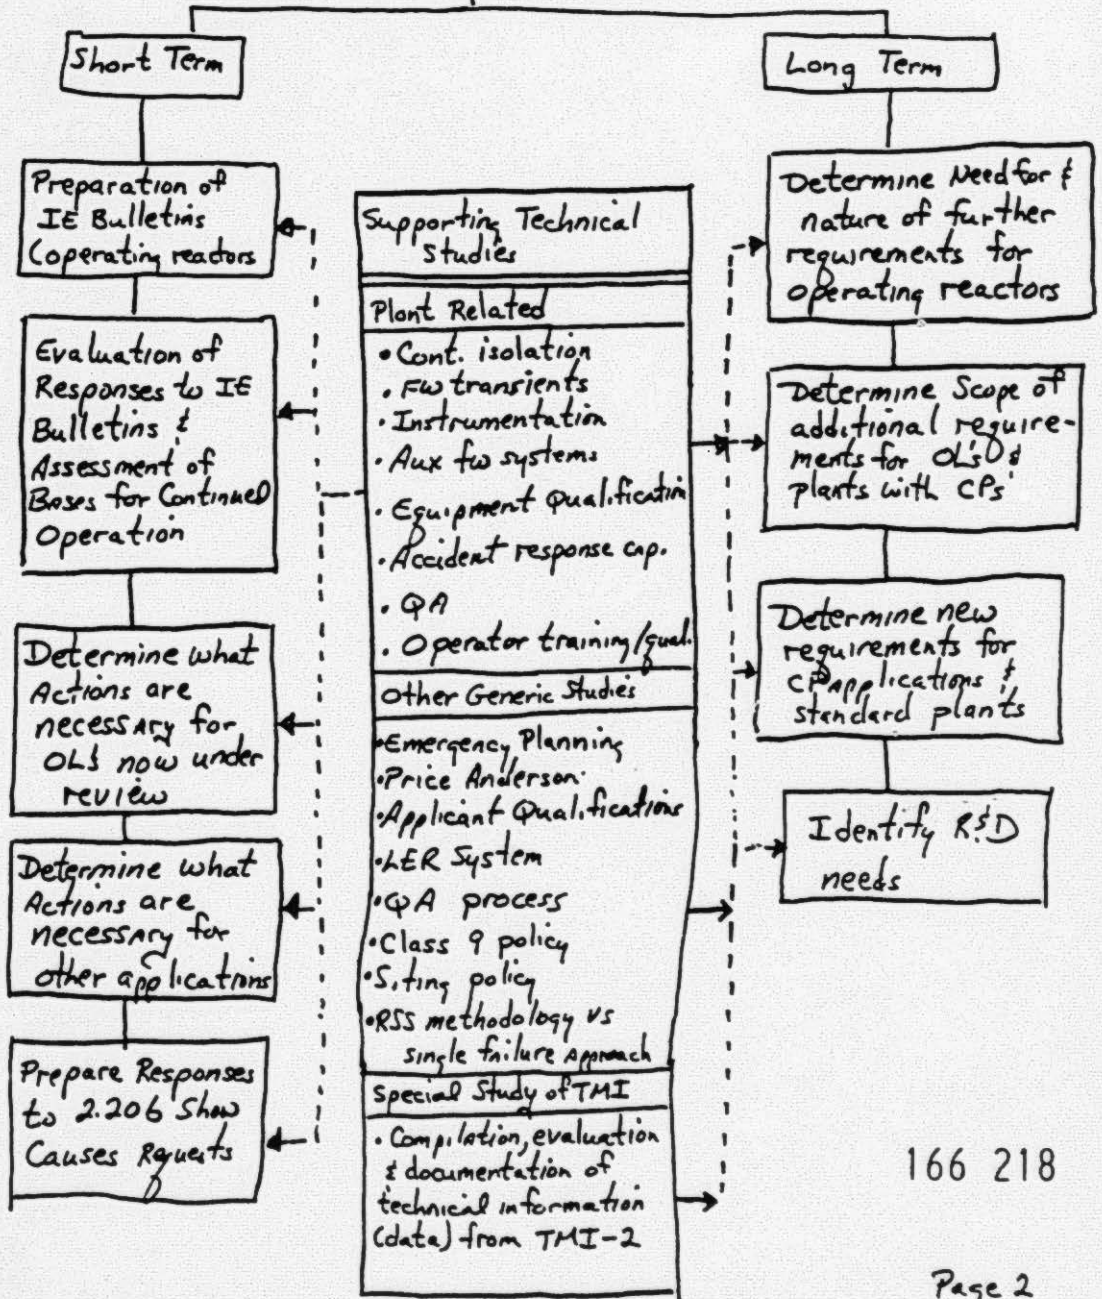 Short Term
Preparation of
IE Bulletins
(operating reactors
Evaluation of
Responses to IE
Bulletins &
Assessment of
Bases for Continued
Operation
Determine what
Actions are
necessary for
OL's now under
review
Determine what
Actions are
necessary for
other applications
Prepare Responses
to 2.206 Show
Causes Requests
Supporting Technical
Studies
Plant Related
• Cont. isolation
• FW transients
• Instrumentation
• Aux fw systems
• Equipment Qualification
• Accident response cap.
• QA
• Operator training/qual.
Other Generic Studies
• Emergency Planning
• Price Anderson
• Applicant Qualifications
• LER System
• QA process
• Class 9 policy
• Siting policy
• RSS methodology vs
single failure Approach
Special Study of TMI
• Compilation, evaluation
& documentation of
technical information
(data) from TMI-2
Long Term
Determine Need for &
nature of further
requirements for
operating reactors
Determine Scope of
additional require-
ments for OL's &
plants with CPs
Determine new
requirements for
CP Applications &
standard plants
Identify R&D
needs
166 218
Page 2